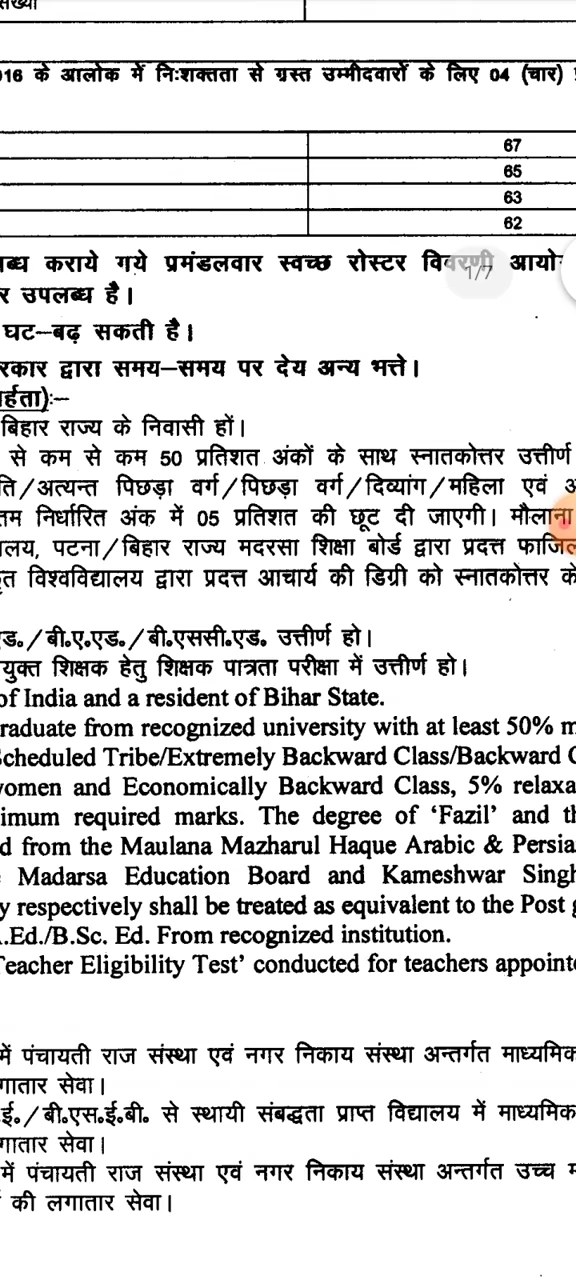 संख्या
016 के आलोक में निःशक्तता से ग्रस्त उम्मीदवारों के लिए 04 (चार)
67
65
63
62
कराये गये प्रमंडलवार स्वच्छ रोस्टर विवरणी
1/7
उपलब्ध है।
घट–बढ़ सकती है।
द्वारा समय–समय पर देय अन्य भत्ते।
बिहार राज्य के निवासी हों।
से कम से कम 50 प्रतिशत अंकों के साथ स्नातकोत्तर उत्तीर्ण
/अत्यन्त पिछड़ा वर्ग/पिछड़ा वर्ग/दिव्यांग/महिला एवं
निर्धारित अंक में 05 प्रतिशत की छूट दी जाएगी। मौलाना
पटना/बिहार राज्य मदरसा शिक्षा बोर्ड द्वारा प्रदत्त फाजिल
विश्वविद्यालय द्वारा प्रदत्त आचार्य की डिग्री को स्नातकोत्तर के
एड॰/बी॰ए॰एड॰/बी॰एससी॰एड॰ उत्तीर्ण हो।
शिक्षक हेतु शिक्षक पात्रता परीक्षा में उत्तीर्ण हो।
of India and a resident of Bihar State.
raduate from recognized university with at least 50% m
Scheduled Tribe/Extremely Backward Class/Backward C
women and Economically Backward Class, 5% relaxa
imum required marks. The degree of ‘Fazil’ and th
d from the Maulana Mazharul Haque Arabic & Persia
Madarsa Education Board and Kameshwar Singh
y respectively shall be treated as equivalent to the Post g
.Ed./B.Sc. Ed. From recognized institution.
Teacher Eligibility Test’ conducted for teachers appointe
में पंचायती राज संस्था एवं नगर निकाय संस्था अन्तर्गत माध्यमिक
गातार सेवा।
ई॰/बी॰एस॰ई॰बी॰ से स्थायी संबद्धता प्राप्त विद्यालय में माध्यमिक
गातार सेवा।
में पंचायती राज संस्था एवं नगर निकाय संस्था अन्तर्गत उच्च
की लगातार सेवा।